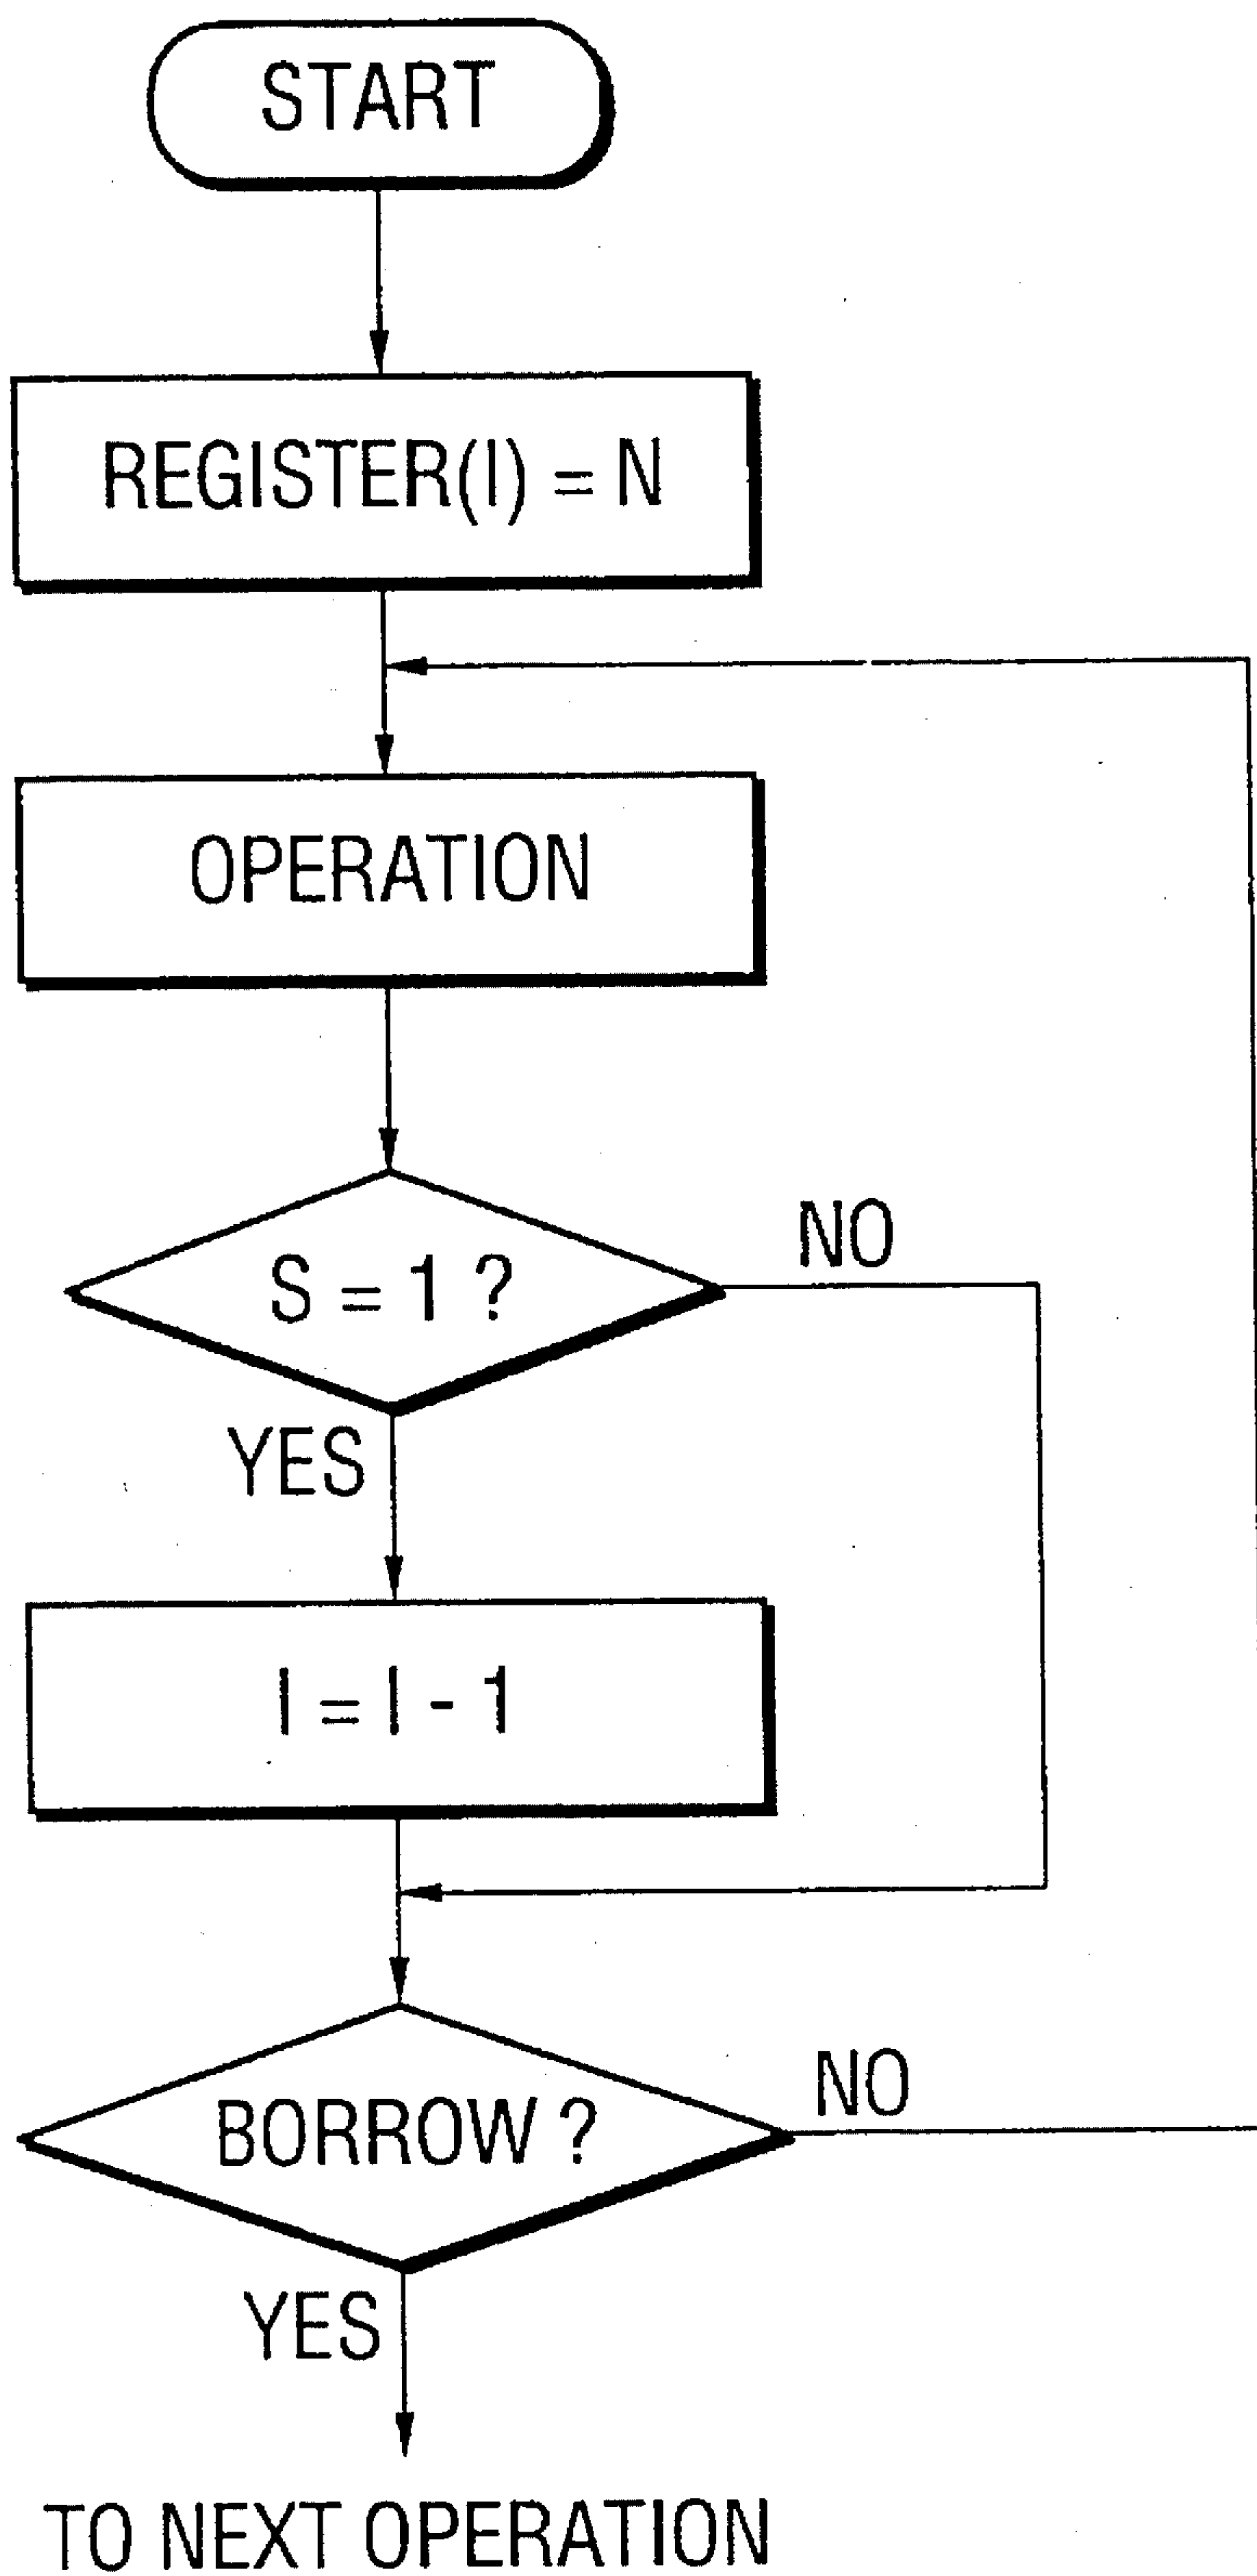 START
REGISTER(I) = N
OPERATION
S = 1 ?
NO
YES
I = I - 1
BORROW ?
NO
YES
TO NEXT OPERATION